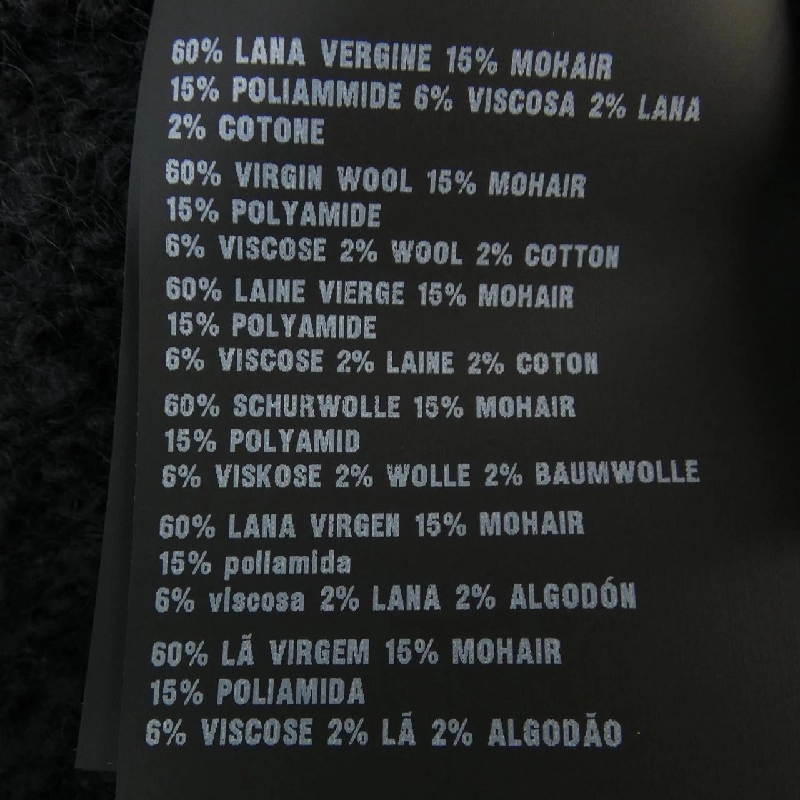 60% LANA VERGINE 15% MOHAIR
15% POLIAMMIDE 6% VISCOSA 2% LANA
2% COTONE
60% VIRGIN WOOL 15% MOHAIR
15% POLYAMIDE
6% VISCOSE 2% WOOL 2% COTTON
60% LAINE VIERGE 15% MOHAIR
15% POLYAMIDE
6% VISCOSE 2% LAINE 2% COTON
60% SCHURWOLLE 15% MOHAIR
15% POLYAMID
6% VISKOSE 2% WOLLE 2% BAUMWOLLE
60% LANA VIRGEN 15% MOHAIR
15% poliamida
6% viscosa 2% LANA 2% ALGODÓN
60% LÃ VIRGEM 15% MOHAIR
15% POLIAMIDA
6% VISCOSE 2% LÃ 2% ALGODÃO